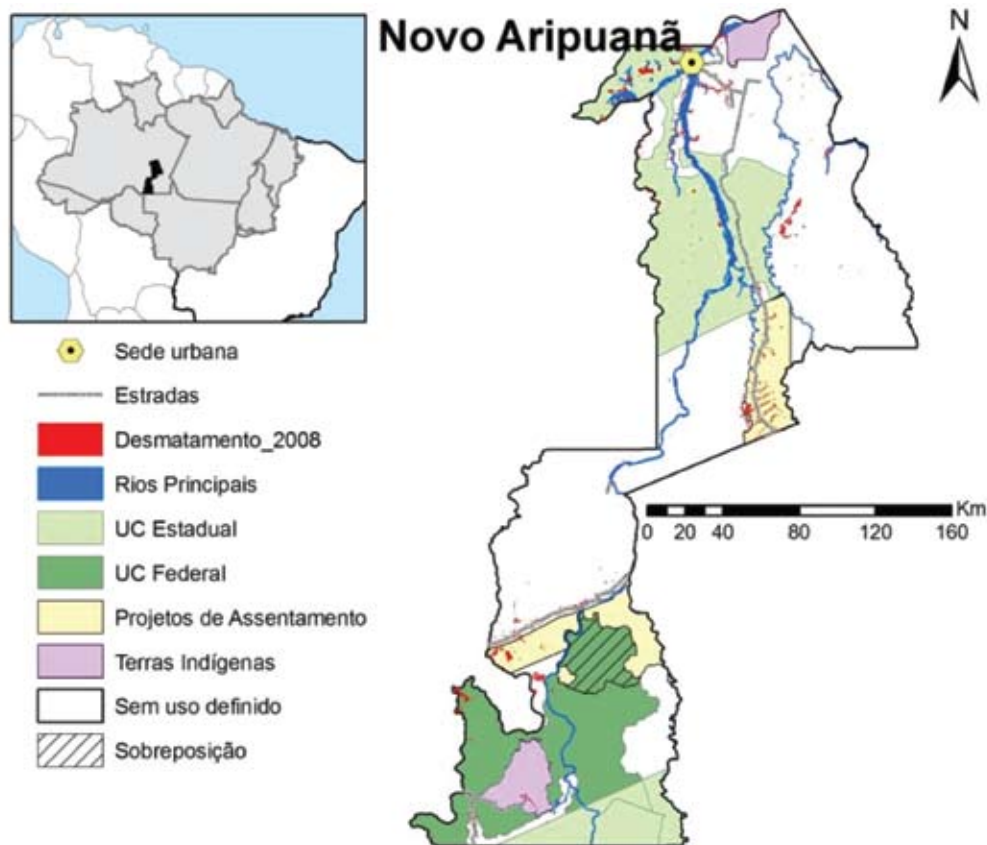 Novo Aripuanã
N
Sede urbana
Estradas
Desmatamento_2008
Rios Principais
UC Estadual
UC Federal
Projetos de Assentamento
Terras Indígenas
Sem uso definido
Sobreposição
Km
0 20 40 80 120 160